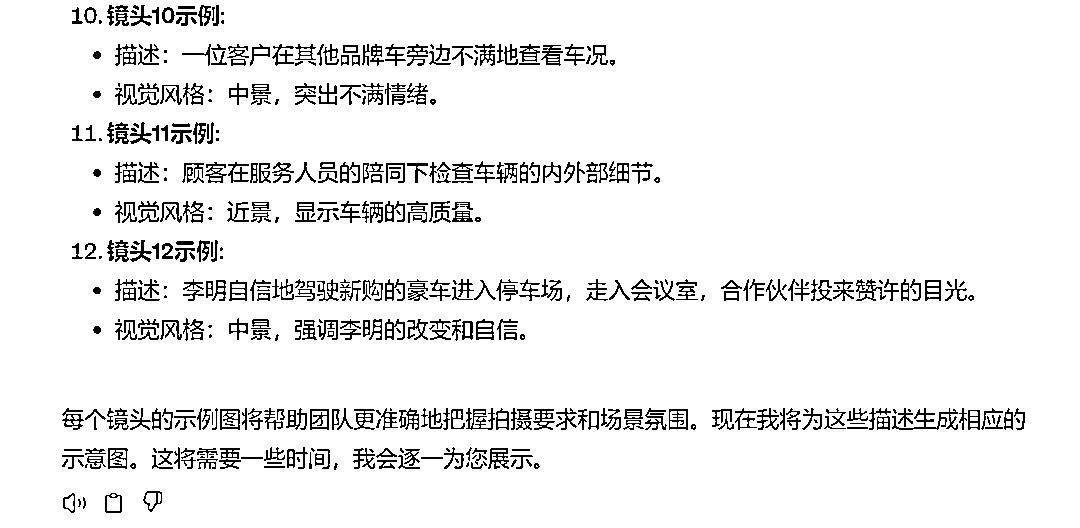 10. 镜头10示例:
• 描述：一位客户在其他品牌车旁边不满地查看车况。
• 视觉风格：中景，突出不满情绪。
11. 镜头11示例:
• 描述：顾客在服务人员的陪同下检查车辆的内外部细节。
• 视觉风格：近景，显示车辆的高质量。
12. 镜头12示例:
• 描述：李明自信地驾驶新购的豪车进入停车场，走入会议室，合作伙伴投来赞许的目光。
• 视觉风格：中景，强调李明的改变和自信。
每个镜头的示例图将帮助团队更准确地把握拍摄要求和场景氛围。现在我将为这些描述生成相应的
示意图。这将需要一些时间，我会逐一为您展示。